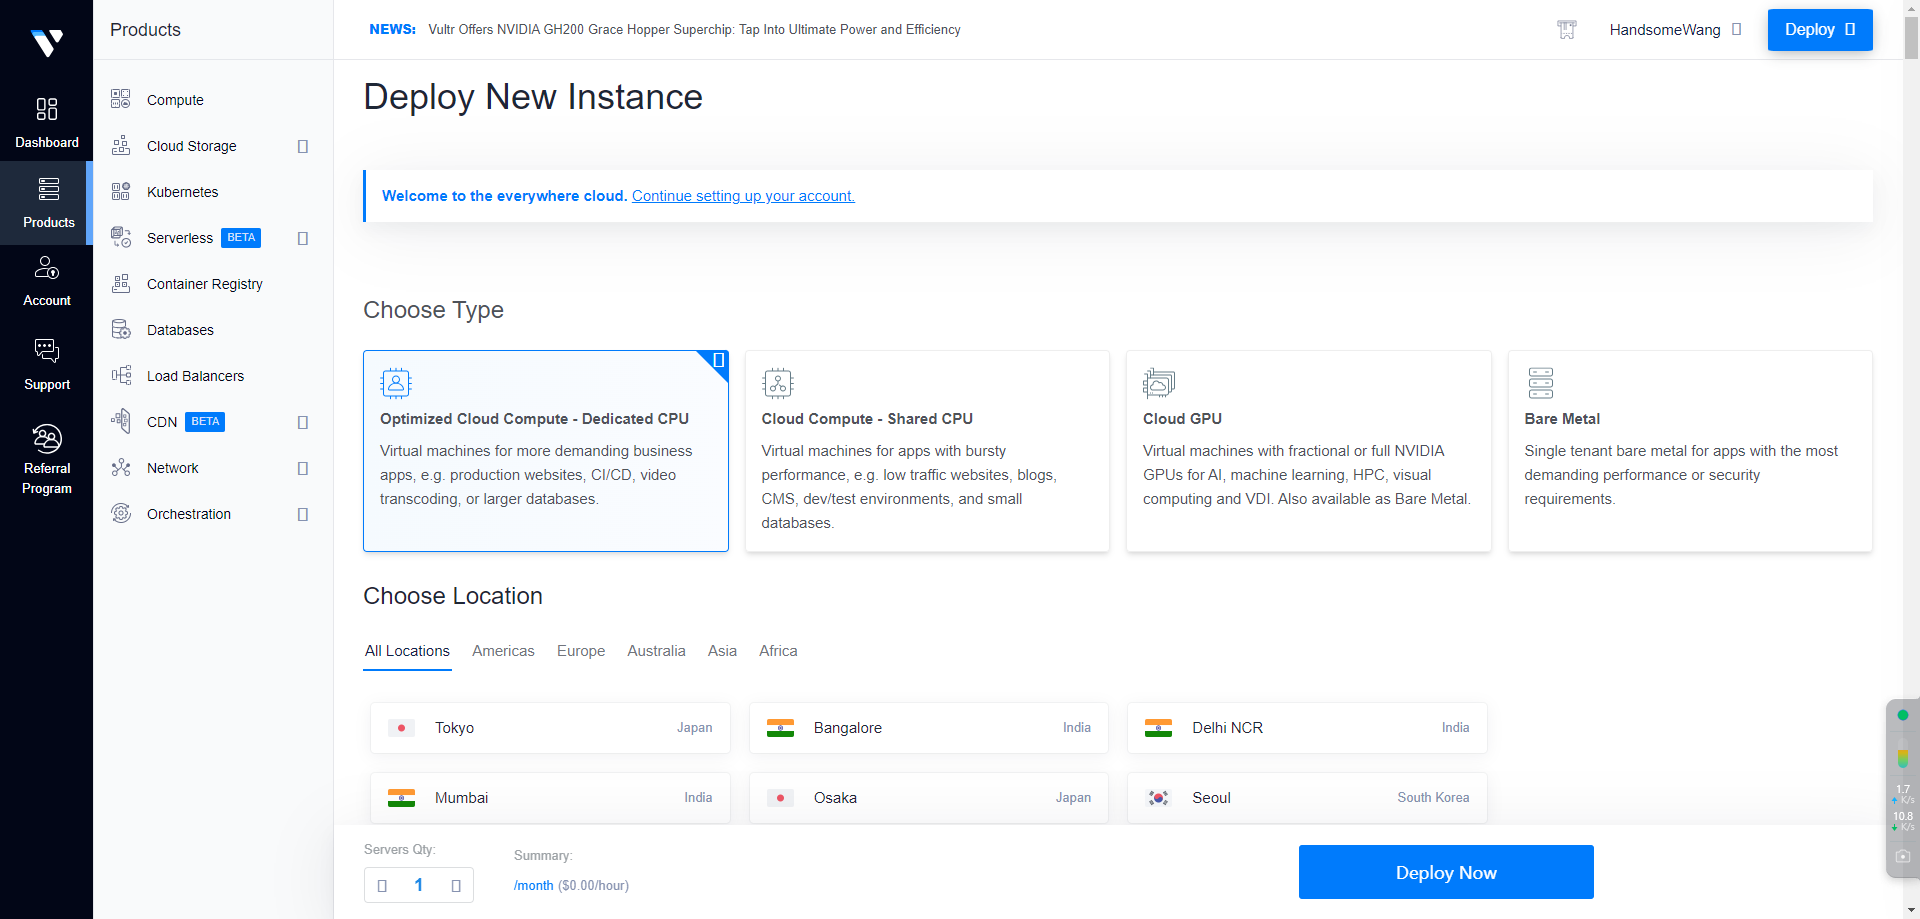 Products
NEWS: Vultr Offers NVIDIA GH200 Grace Hopper Superchip: Tap Into Ultimate Power and Efficiency
HandsomeWang
Deploy
Dashboard
Products
Account
Support
Referral
Program
Compute
Cloud Storage
Kubernetes
Serverless BETA
Container Registry
Databases
Load Balancers
CDN BETA
Network
Orchestration
Deploy New Instance
Welcome to the everywhere cloud. Continue setting up your account.
Choose Type
Optimized Cloud Compute - Dedicated CPU
Virtual machines for more demanding business
apps, e.g. production websites, CI/CD, video
transcoding, or larger databases.
Cloud Compute - Shared CPU
Virtual machines for apps with bursty
performance, e.g. low traffic websites, blogs,
CMS, dev/test environments, and small
databases.
Cloud GPU
Virtual machines with fractional or full NVIDIA
GPUs for AI, machine learning, HPC, visual
computing and VDI. Also available as Bare Metal.
Bare Metal
Single tenant bare metal for apps with the most
demanding performance or security
requirements.
Choose Location
All Locations Americas Europe Australia Asia Africa
Tokyo Japan
Bangalore India
Delhi NCR India
Mumbai India
Osaka Japan
Seoul South Korea
Servers Qty:
1
Summary:
/month ($0.00/hour)
Deploy Now
1.7
K/s
10.8
K/s